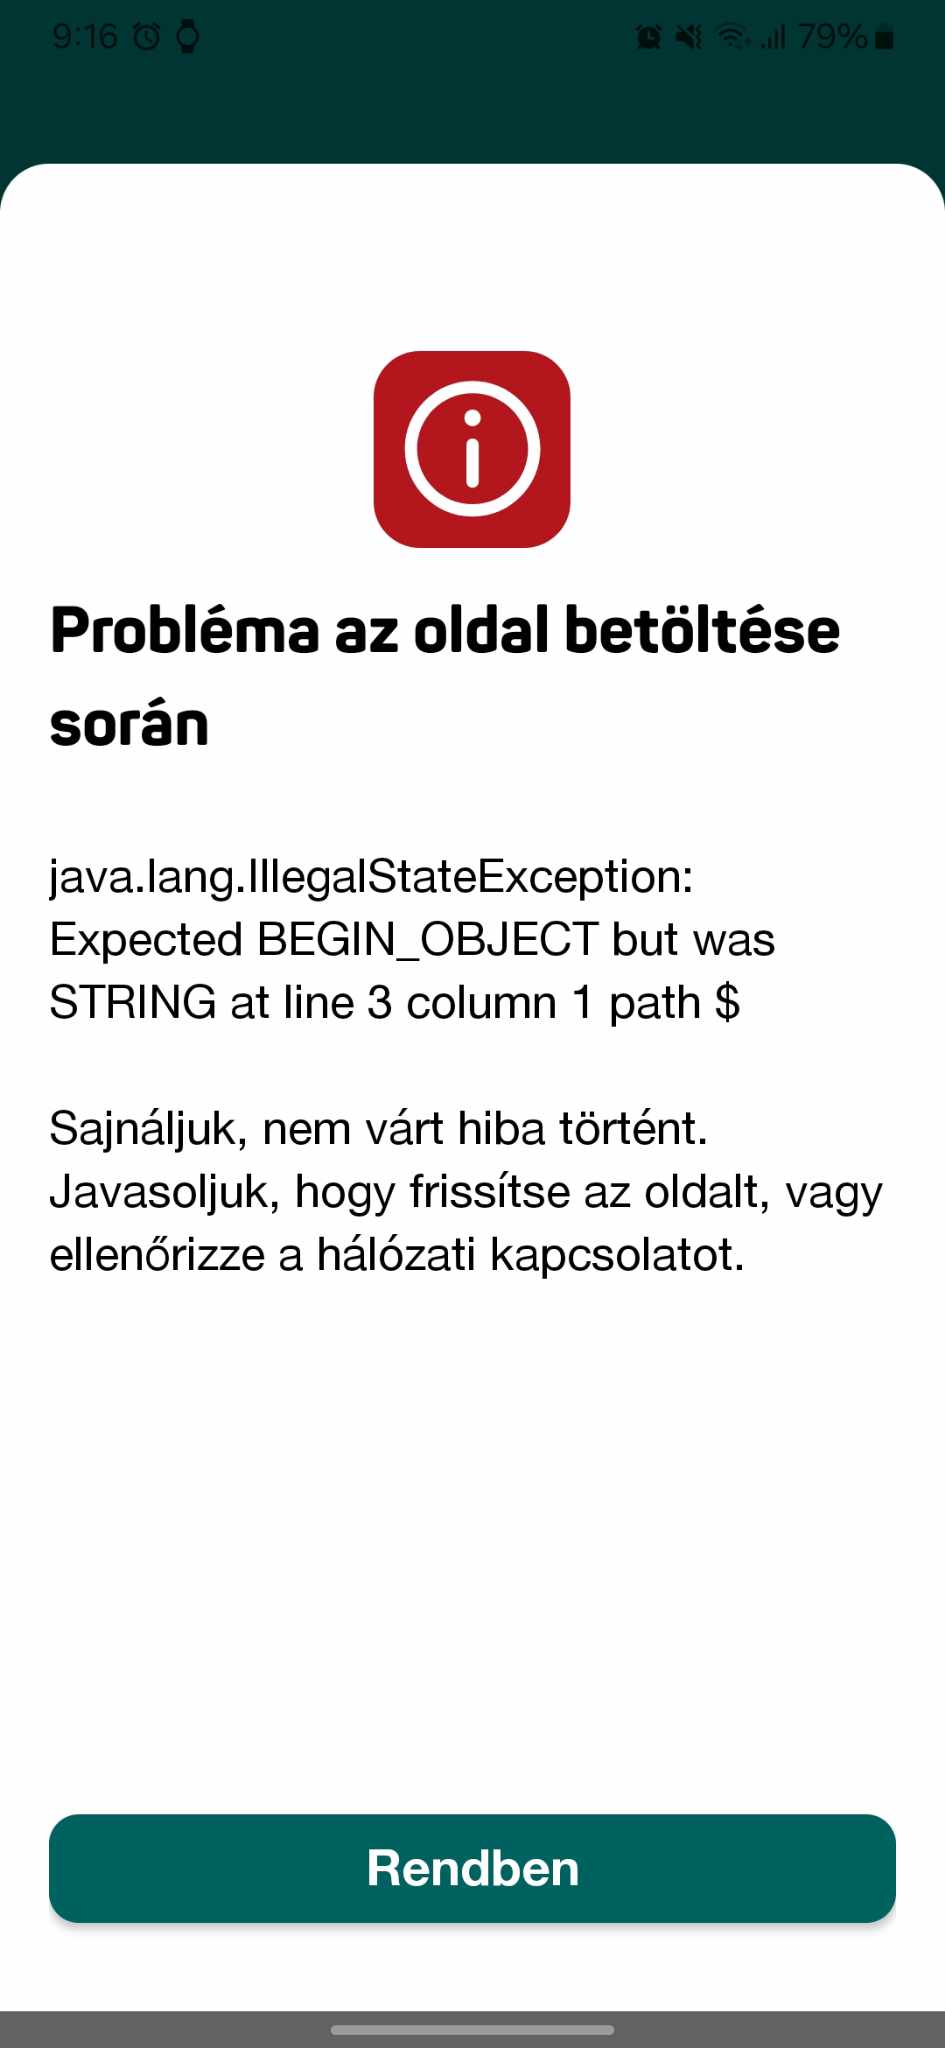 9:16 79%
Probléma az oldal betöltése
során
java.lang.IllegalStateException:
Expected BEGIN_OBJECT but was
STRING at line 3 column 1 path $
Sajnáljuk, nem várt hiba történt.
Javasoljuk, hogy frissítse az oldalt, vagy
ellenőrizze a hálózati kapcsolatot.
Rendben